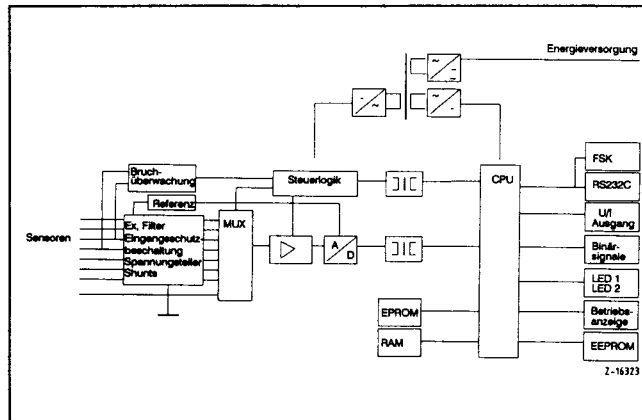 Energieversorgung
~
=
-
~
~
-
FSK
Bruch-
überwachung
Steuerlogik
CPU
RS232C
Referenz
U/I
Ausgang
MUX
Sensoren
Ex, Filter
Eingangsschutz
beschaltung
Spannungsteiler
Shunts
A
D
Binär-
signale
LED 1
LED 2
EPROM
Betriebs-
anzeige
RAM
EEPROM
Z-16323